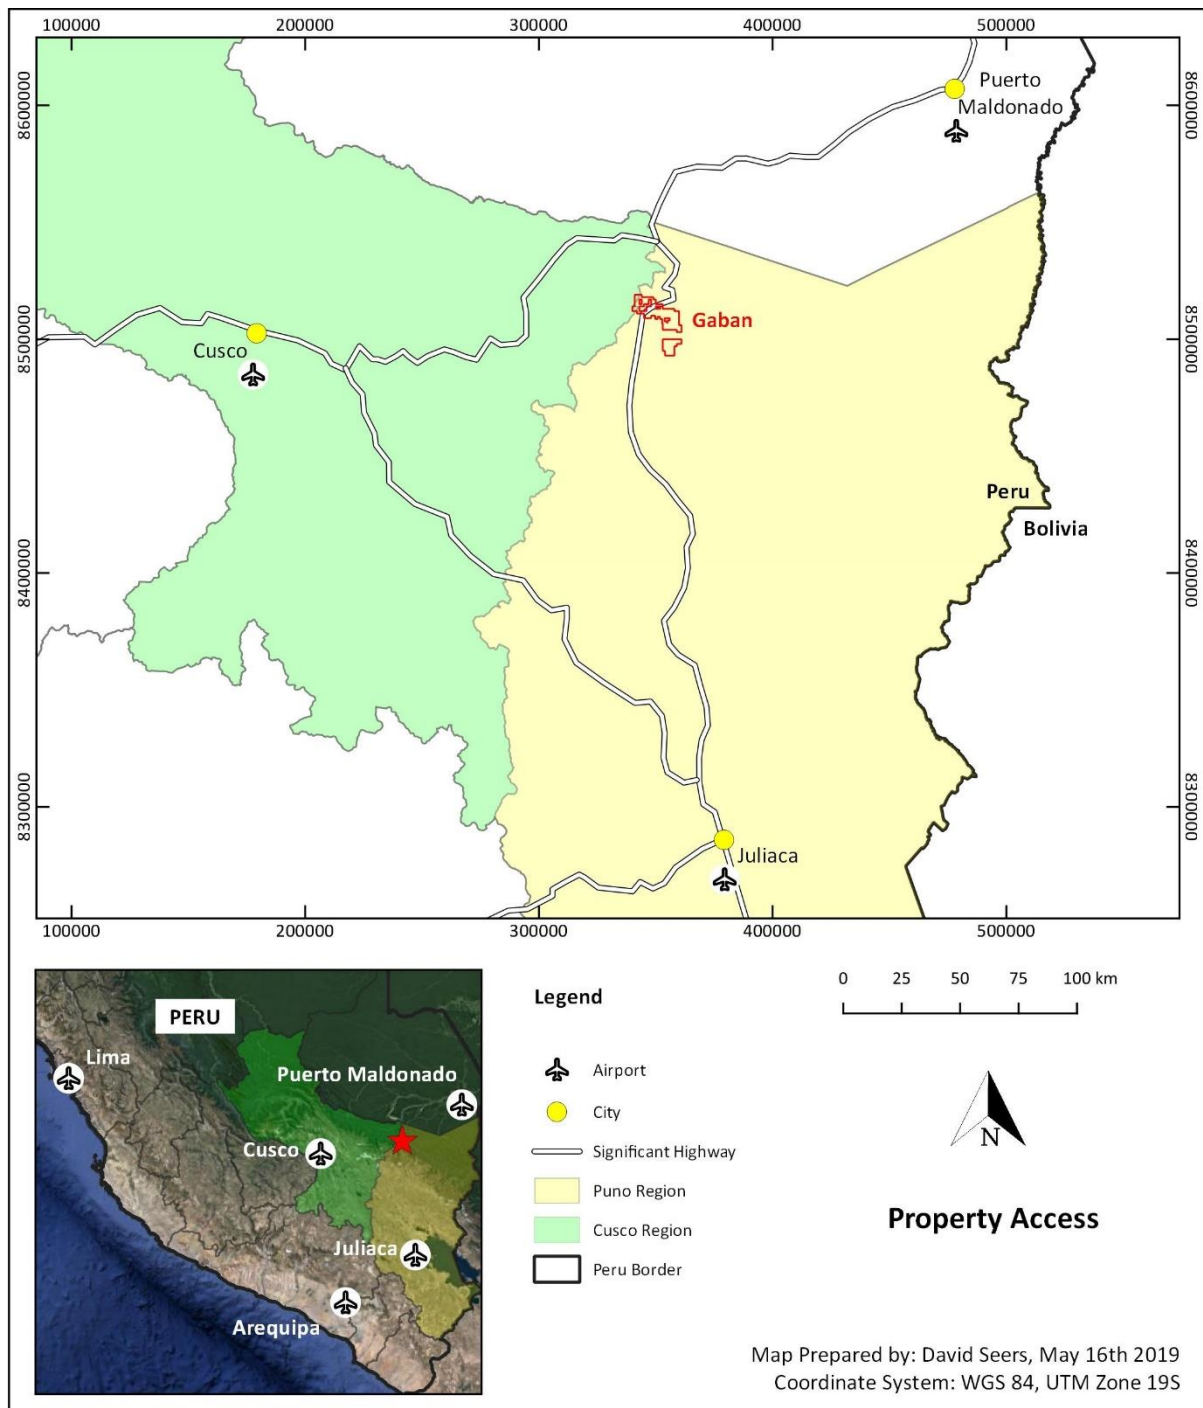 100000 200000 300000 400000 500000
8600000
8500000
8400000
8300000
8600000
8500000
8400000
8300000
Puerto
Maldonado
Cusco
Gaban
Peru
Bolivia
Juliaca
100000 200000 300000 400000 500000
PERU
Lima
Puerto Maldonado
Cusco
Juliaca
Arequipa
Legend
Airport
City
Significant Highway
Puno Region
Cusco Region
Peru Border
0 25 50 75 100 km
N
Property Access
Map Prepared by: David Seers, May 16th 2019
Coordinate System: WGS 84, UTM Zone 19S